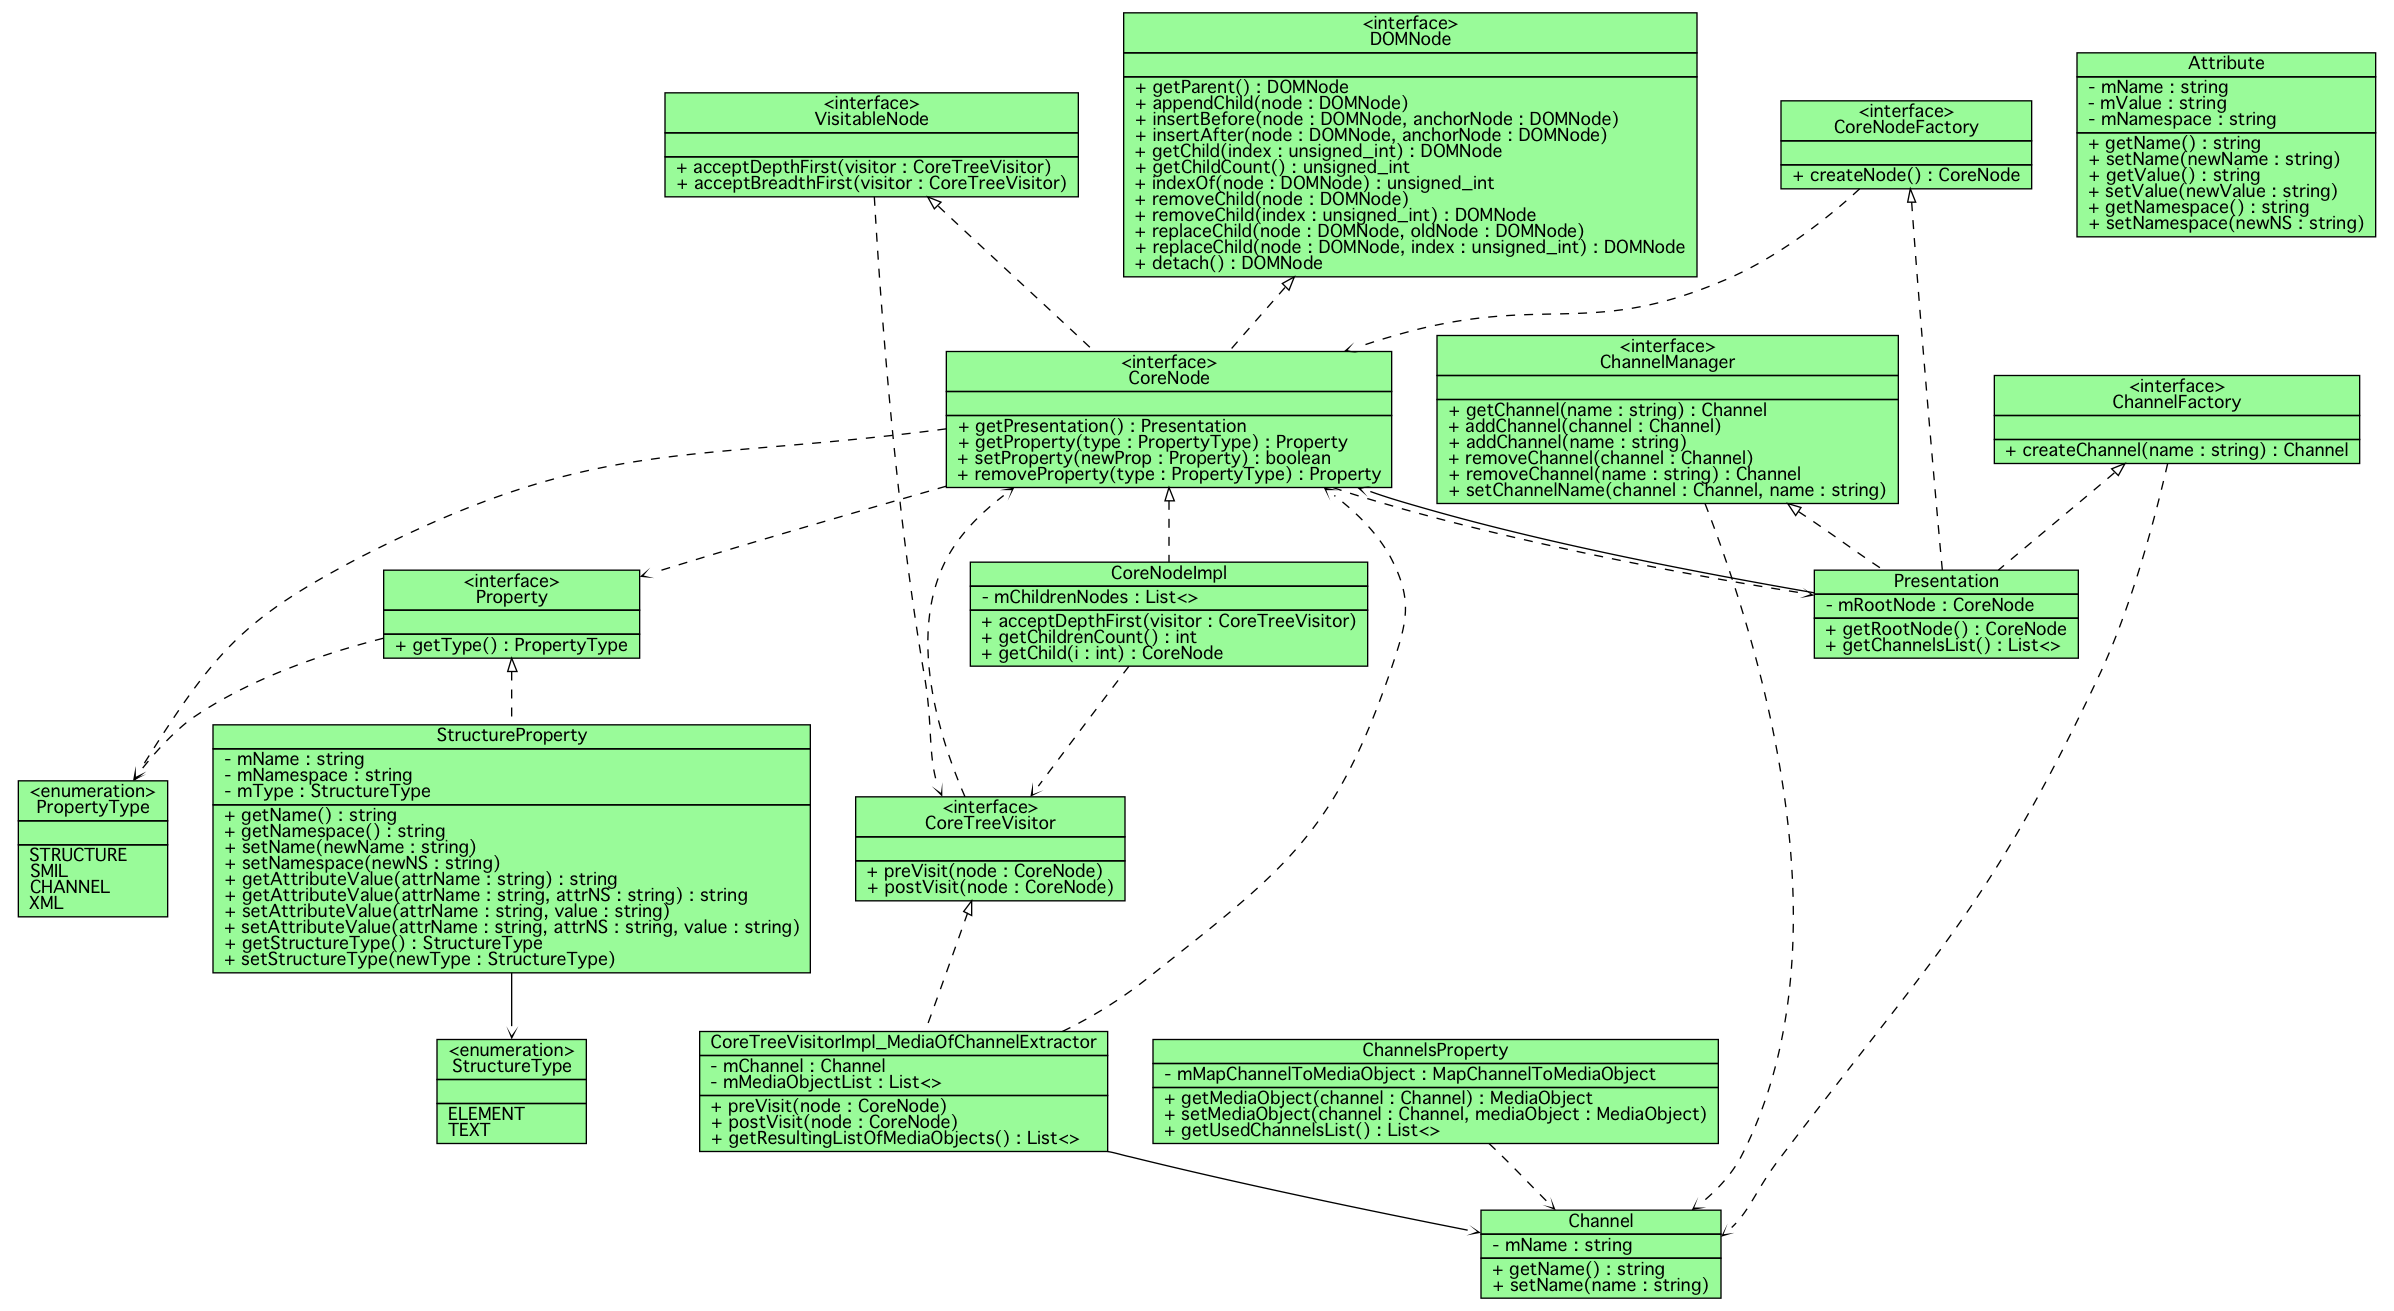 <interface>
DOMNode
+ getParent() : DOMNode
+ appendChild(node : DOMNode)
+ insertBefore(node : DOMNode, anchorNode : DOMNode)
+ insertAfter(node : DOMNode, anchorNode : DOMNode)
+ getChild(index : unsigned_int) : DOMNode
+ getChildCount() : unsigned_int
+ indexOf(node : DOMNode) : unsigned_int
+ removeChild(node : DOMNode)
+ removeChild(index : unsigned_int) : DOMNode
+ replaceChild(node : DOMNode, oldNode : DOMNode)
+ replaceChild(node : DOMNode, index : unsigned_int) : DOMNode
+ detach() : DOMNode
Attribute
- mName : string
- mValue : string
- mNamespace : string
+ getName() : string
+ setName(newName : string)
+ getValue() : string
+ setValue(newValue : string)
+ getNamespace() : string
+ setNamespace(newNS : string)
<interface>
VisitableNode
+ acceptDepthFirst(visitor : CoreTreeVisitor)
+ acceptBreadthFirst(visitor : CoreTreeVisitor)
<interface>
CoreNodeFactory
+ createNode() : CoreNode
<interface>
CoreNode
+ getPresentation() : Presentation
+ getProperty(type : PropertyType) : Property
+ setProperty(newProp : Property) : boolean
+ removeProperty(type : PropertyType) : Property
<interface>
ChannelManager
+ getChannel(name : string) : Channel
+ addChannel(channel : Channel)
+ addChannel(name : string)
+ removeChannel(channel : Channel)
+ removeChannel(name : string) : Channel
+ setChannelName(channel : Channel, name : string)
<interface>
ChannelFactory
+ createChannel(name : string) : Channel
<interface>
Property
+ getType() : PropertyType
CoreNodeImpl
- mChildrenNodes : List<>
+ acceptDepthFirst(visitor : CoreTreeVisitor)
+ getChildrenCount() : int
+ getChild(i : int) : CoreNode
Presentation
- mRootNode : CoreNode
+ getRootNode() : CoreNode
+ getChannelsList() : List<>
<enumeration>
PropertyType
STRUCTURE
SMIL
CHANNEL
XML
StructureProperty
- mName : string
- mNamespace : string
- mType : StructureType
+ getName() : string
+ getNamespace() : string
+ setName(newName : string)
+ setNamespace(newNS : string)
+ getAttributeValue(attrName : string) : string
+ getAttributeValue(attrName : string, attrNS : string) : string
+ setAttributeValue(attrName : string, value : string)
+ setAttributeValue(attrName : string, attrNS : string, value : string)
+ getStructureType() : StructureType
+ setStructureType(newType : StructureType)
<interface>
CoreTreeVisitor
+ preVisit(node : CoreNode)
+ postVisit(node : CoreNode)
<enumeration>
StructureType
ELEMENT
TEXT
CoreTreeVisitorImpl_MediaOfChannelExtractor
- mChannel : Channel
- mMediaObjectList : List<>
+ preVisit(node : CoreNode)
+ postVisit(node : CoreNode)
+ getResultingListOfMediaObjects() : List<>
ChannelsProperty
- mMapChannelToMediaObject : MapChannelToMediaObject
+ getMediaObject(channel : Channel) : MediaObject
+ setMediaObject(channel : Channel, mediaObject : MediaObject)
+ getUsedChannelsList() : List<>
Channel
- mName : string
+ getName() : string
+ setName(name : string)